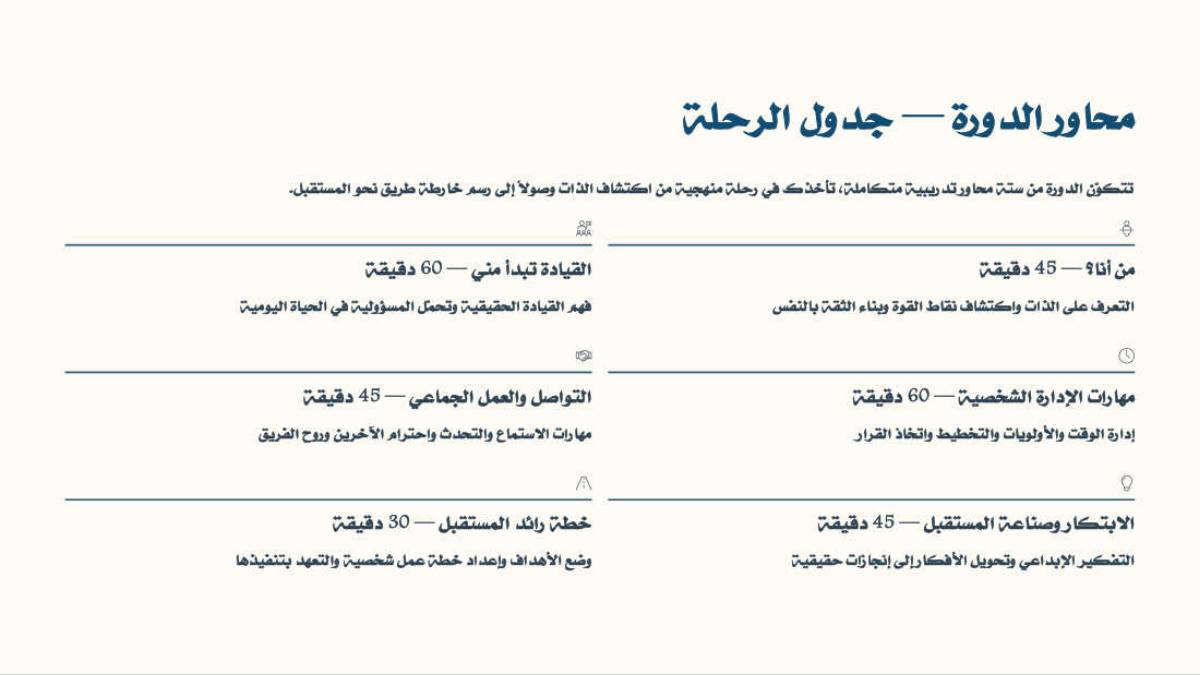 محاور الدورة — جدول الرحلة
تتكوّن الدورة من ستة محاور تدريبية متكاملة، تأخذك في رحلة منهجية من اكتشاف الذات وصولاً إلى رسم خارطة طريق نحو المستقبل.
من أنا؟ — 45 دقيقة
التعرف على الذات واكتشاف نقاط القوة وبناء الثقة بالنفس
القيادة تبدأ مني — 60 دقيقة
فهم القيادة الحقيقية وتحمّل المسؤولية في الحياة اليومية
مهارات الإدارة الشخصية — 60 دقيقة
إدارة الوقت والأولويات والتخطيط واتخاذ القرار
التواصل والعمل الجماعي — 45 دقيقة
مهارات الاستماع والتحدث واحترام الآخرين وروح الفريق
الابتكار وصناعة المستقبل — 45 دقيقة
التفكير الإبداعي وتحويل الأفكار إلى إنجازات حقيقية
خطة رائد المستقبل — 30 دقيقة
وضع الأهداف وإعداد خطة عمل شخصية والتعهد بتنفيذها